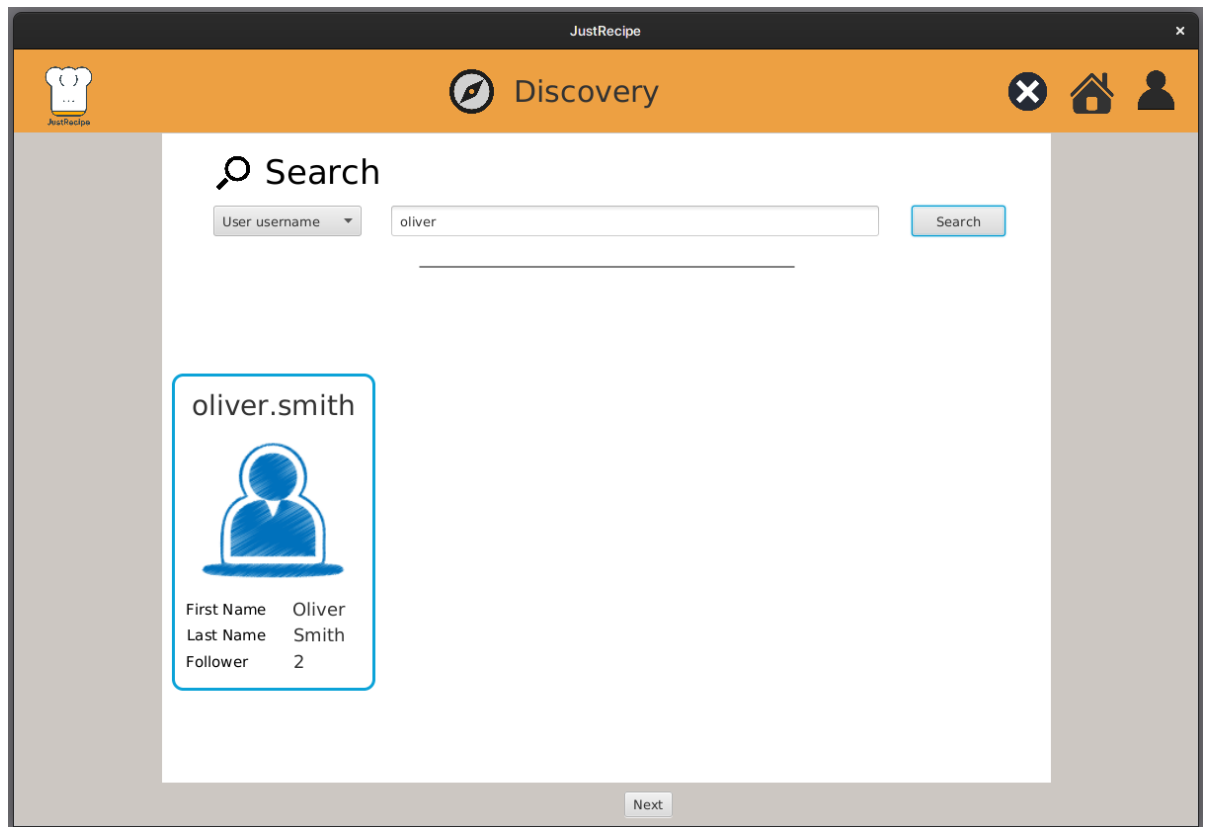 JustRecipe
{ }
...
JustRecipe
Discovery
Search
User username
oliver
Search
oliver.smith
First Name Oliver
Last Name Smith
Follower 2
Next